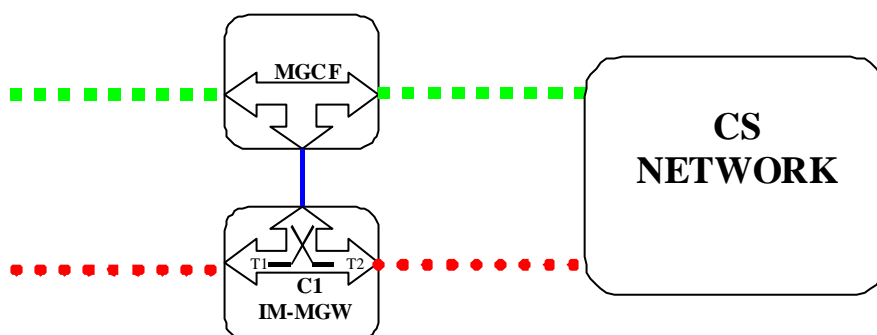 MGCF
CS
NETWORK
T1 T2
C1
IM-MGW